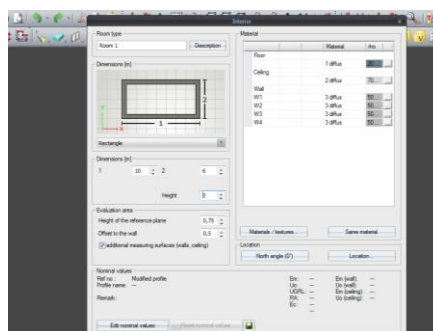 Interior
Room type
Room 1
Description
Dimensions [m]
2
1
Rectangle
Dimensions [m]
1 10 2 6
Height
Evaluation area
Height of the reference plane 0,75
Offset to the wall 0,5
additional measuring surfaces (walls, ceiling)
Material
Material
Floor
1 diffus 20...
Ceiling
2 diffus 70...
Wall
W1 3 diffus 50...
W2 3 diffus 50...
W3 3 diffus 50...
W4 3 diffus 50...
Materials / textures...
Same material
Location
North angle (0°)
Location...
Nominal values
Ref no.: Modified profile
Profile name: --
Remark:
Em: -- Em (wall): --
Uo: -- Uo (wall): --
UGRL: -- Em (ceiling): --
RA: -- Uo (ceiling): --
Ec: --
Edit nominal values
Reset nominal values